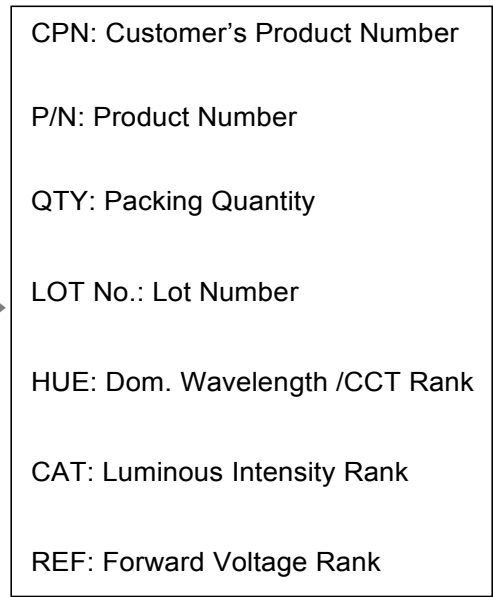 CPN: Customer’s Product Number
P/N: Product Number
QTY: Packing Quantity
LOT No.: Lot Number
HUE: Dom. Wavelength /CCT Rank
CAT: Luminous Intensity Rank
REF: Forward Voltage Rank